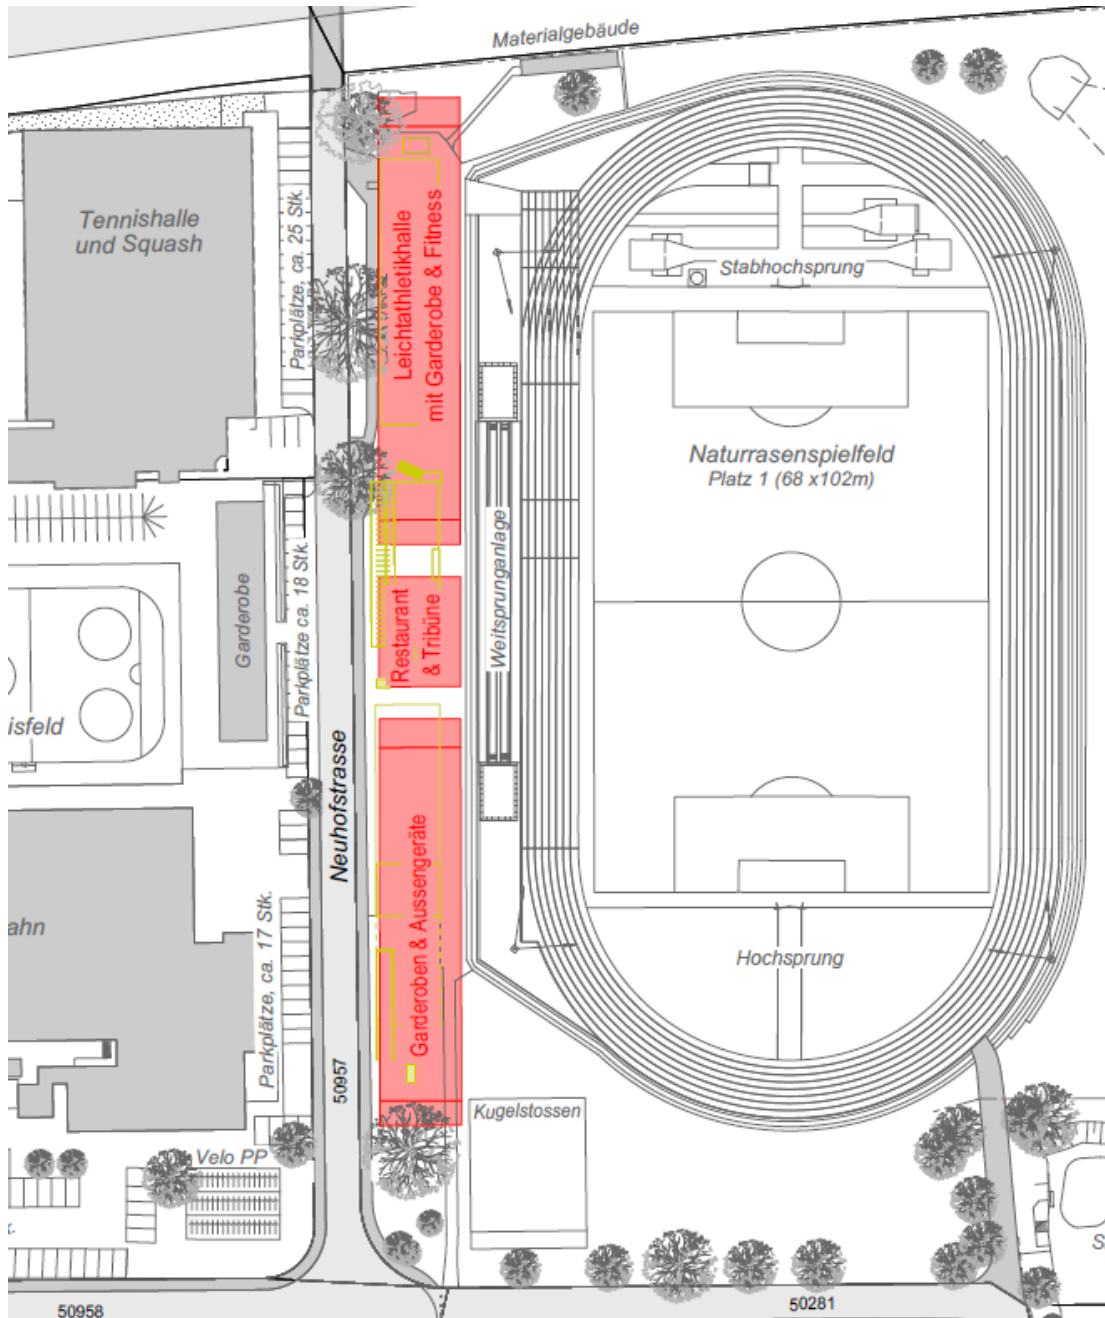 Materialgebäude
Tennishalle
und Squash
Parkplätze, ca. 25 Stk.
Leichtathletikhalle
mit Garderobe & Fitness
Stabhochsprung
Naturrasenspielfeld
Platz 1 (68 x102m)
Weitsprunganlage
Garderobe
Parkplätze ca. 18 Stk.
Restaurant
& Tribüne
isfeld
Neuhofstrasse
Garderoben & Aussengeräte
ahn
Parkplätze, ca. 17 Stk.
Hochsprung
50957
Kugelstossen
Velo PP
k.
S
50958
50281